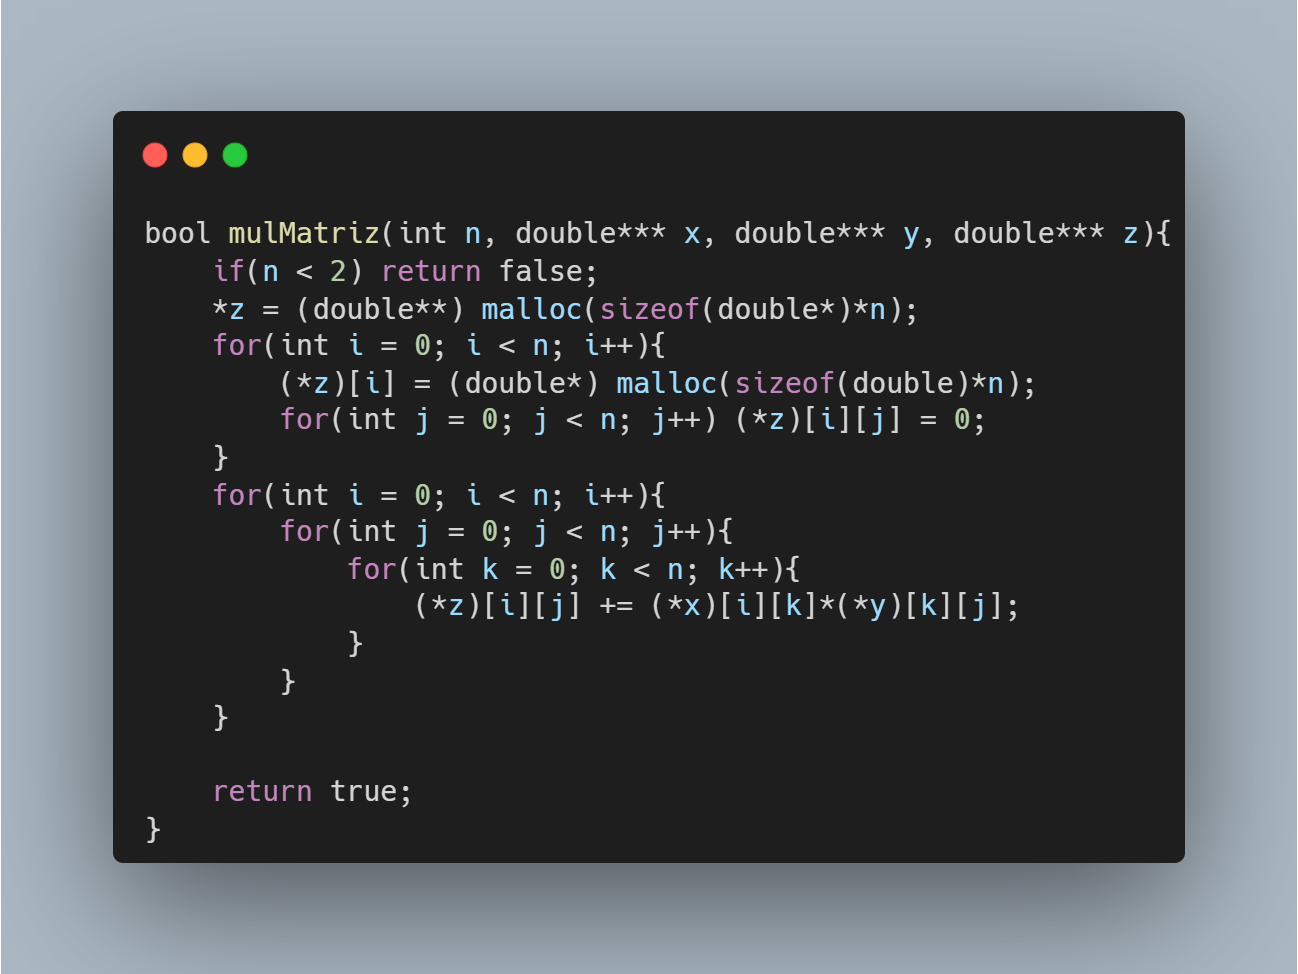 bool mulMatriz(int n, double*** x, double*** y, double*** z){
    if(n < 2) return false;
    *z = (double**) malloc(sizeof(double*)*n);
    for(int i = 0; i < n; i++){
        (*z)[i] = (double*) malloc(sizeof(double)*n);
        for(int j = 0; j < n; j++) (*z)[i][j] = 0;
    }
    for(int i = 0; i < n; i++){
        for(int j = 0; j < n; j++){
            for(int k = 0; k < n; k++){
                (*z)[i][j] += (*x)[i][k]*(*y)[k][j];
            }
        }
    }

    return true;
}